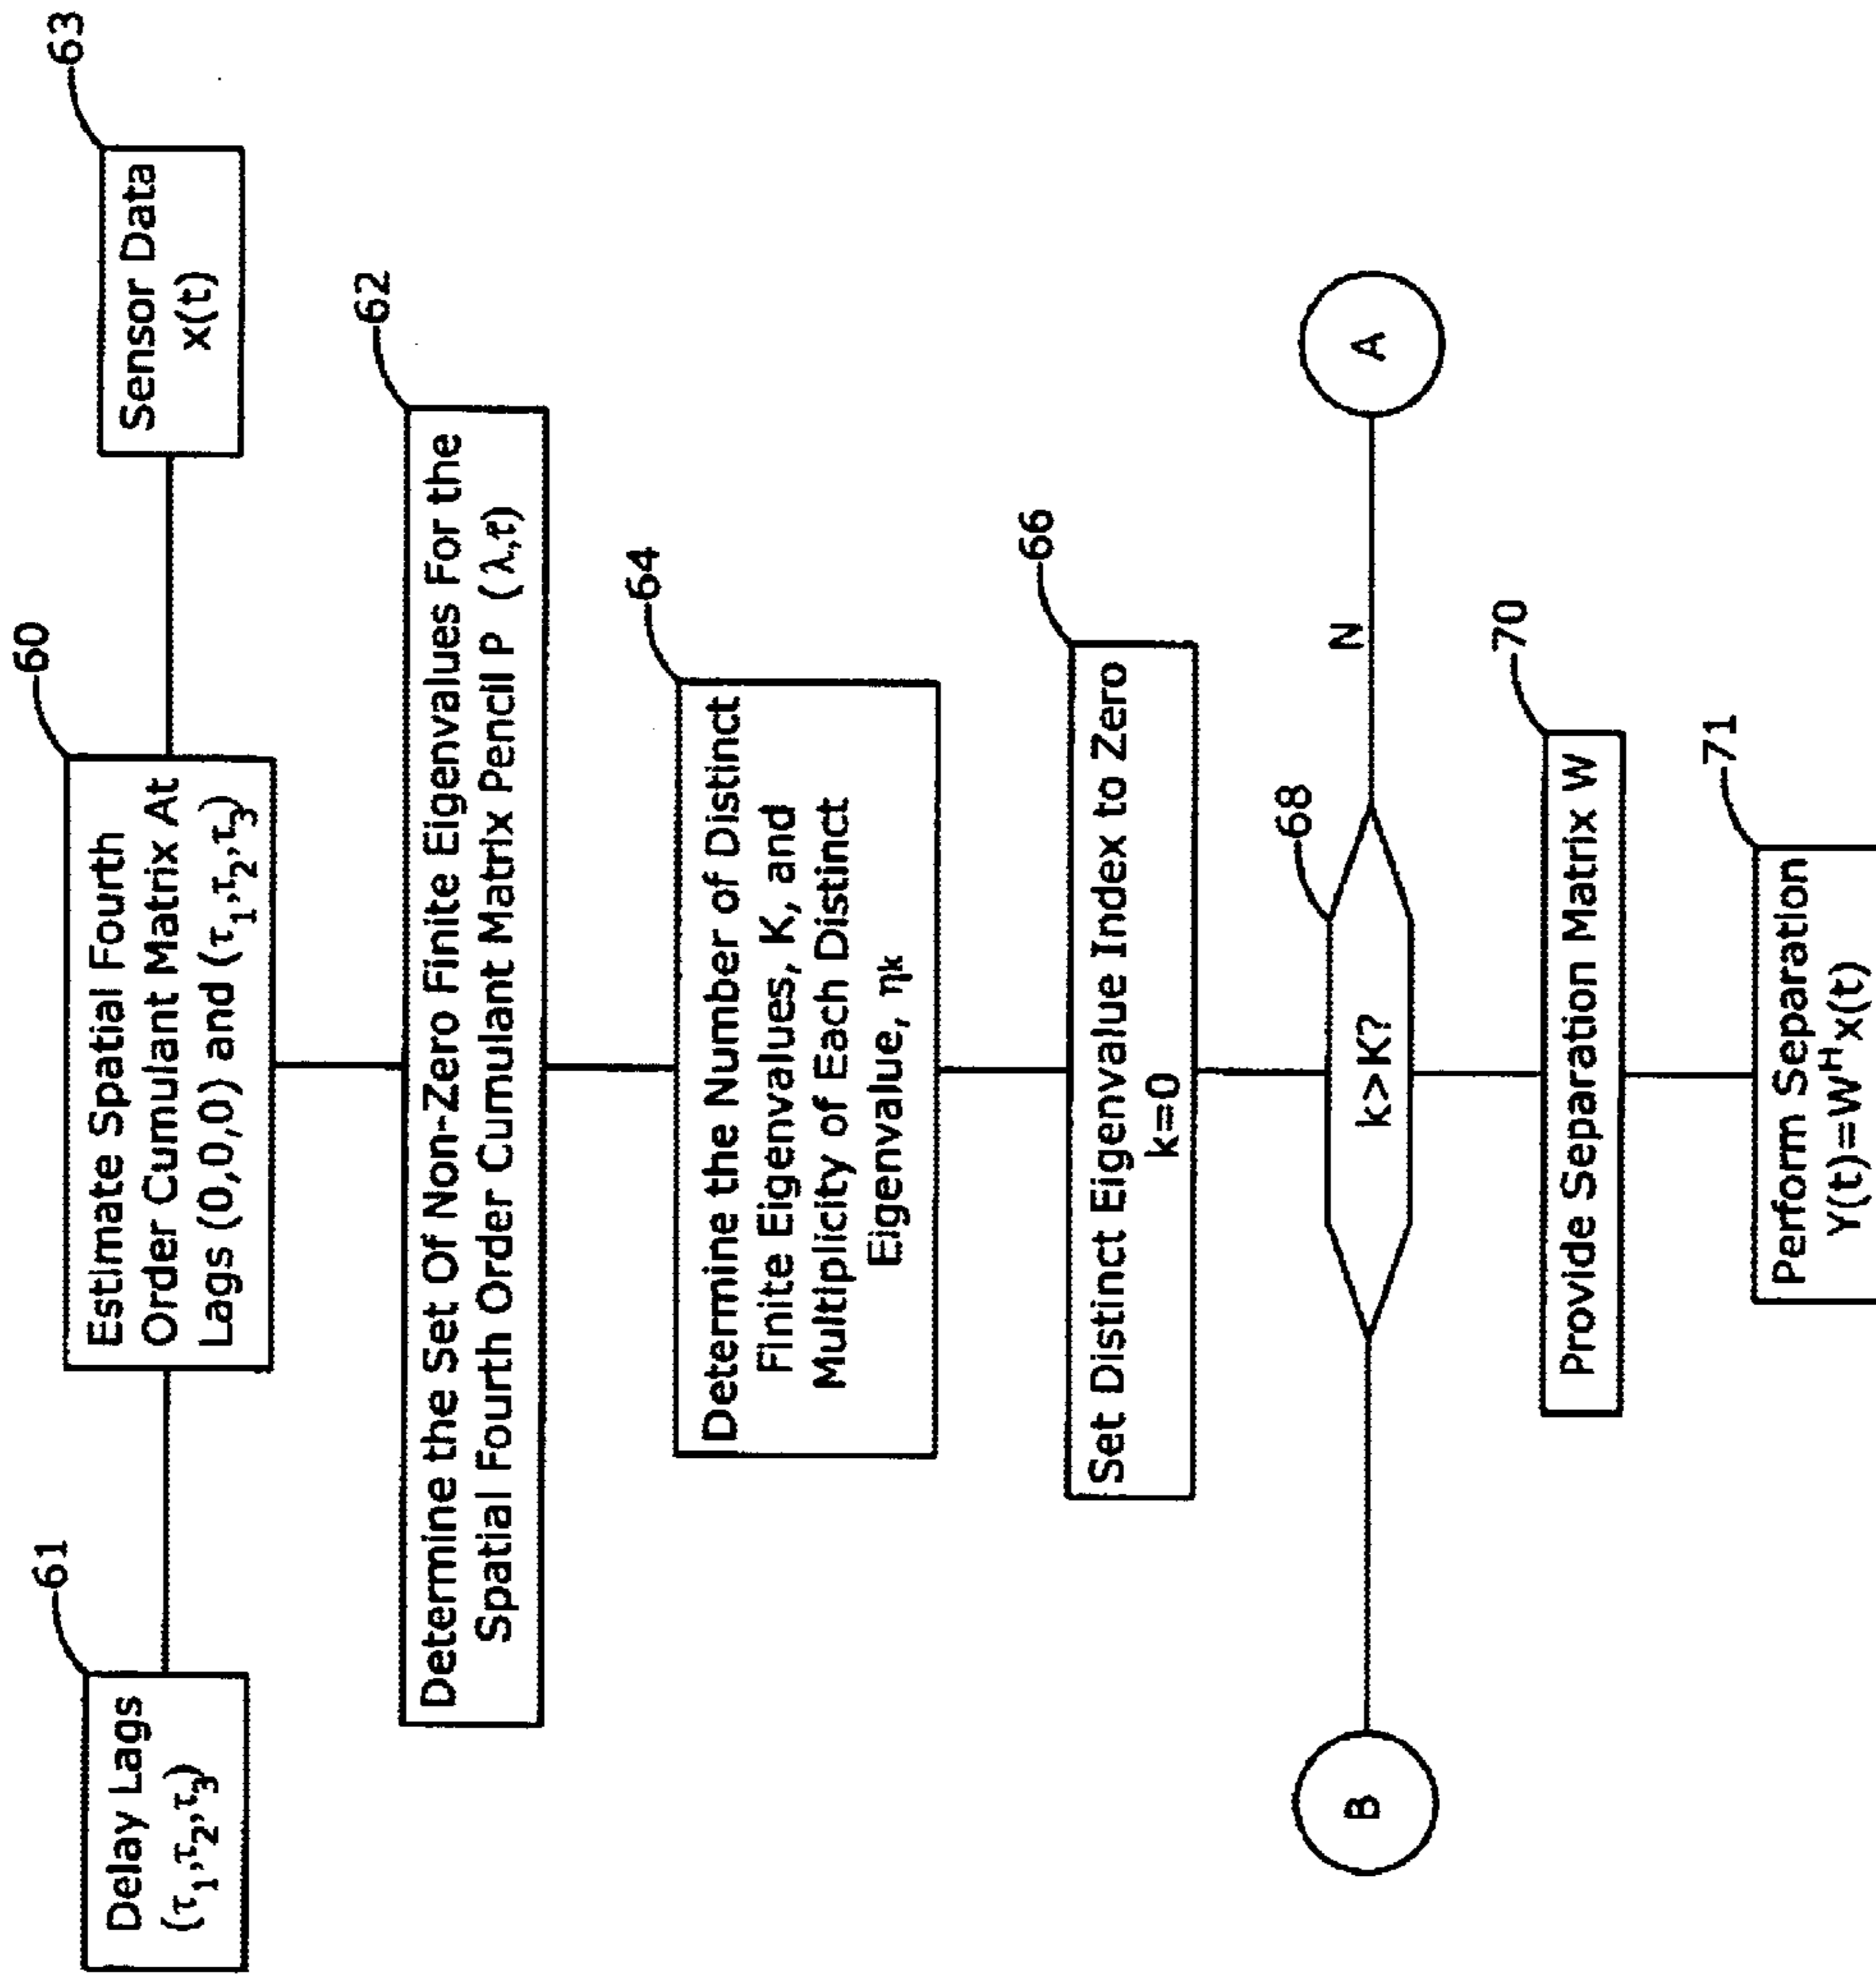 61
Delay Lags
(τ1,τ2,τ3)
60
Estimate Spatial Fourth
Order Cumulant Matrix At
Lags (0,0,0) and (τ1,τ2,τ3)
63
Sensor Data
x(t)
62
Determine the Set Of Non-Zero Finite Eigenvalues For the
Spatial Fourth Order Cumulant Matrix Pencil P (λ,τ)
64
Determine the Number of Distinct
Finite Eigenvalues, K, and
Multiplicity of Each Distinct
Eigenvalue, ηk
66
Set Distinct Eigenvalue Index to Zero
k=0
68
B
k>K?
N
A
70
Provide Separation Matrix W
71
Perform Separation
Y(t)=W^H x(t)